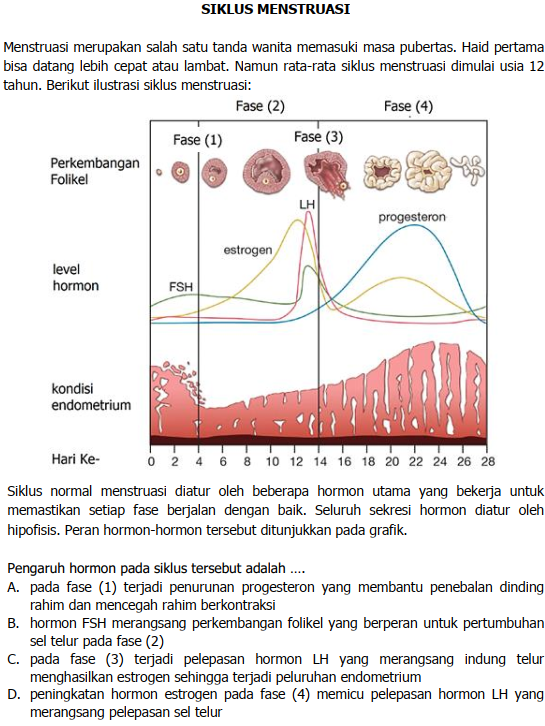 SIKLUS MENSTRUASI
Menstruasi merupakan salah satu tanda wanita memasuki masa pubertas. Haid pertama
bisa datang lebih cepat atau lambat. Namun rata-rata siklus menstruasi dimulai usia 12
tahun. Berikut ilustrasi siklus menstruasi:
Fase (2) Fase (4)
Fase (1) Fase (3)
Perkembangan
Folikel
LH
progesteron
estrogen
level
hormon
FSH
kondisi
endometrium
Hari Ke- 0 2 4 6 8 10 12 14 16 18 20 22 24 26 28
Siklus normal menstruasi diatur oleh beberapa hormon utama yang bekerja untuk
memastikan setiap fase berjalan dengan baik. Seluruh sekresi hormon diatur oleh
hipofisis. Peran hormon-hormon tersebut ditunjukkan pada grafik.
Pengaruh hormon pada siklus tersebut adalah ....
A. pada fase (1) terjadi penurunan progesteron yang membantu penebalan dinding
rahim dan mencegah rahim berkontraksi
B. hormon FSH merangsang perkembangan folikel yang berperan untuk pertumbuhan
sel telur pada fase (2)
C. pada fase (3) terjadi pelepasan hormon LH yang merangsang indung telur
menghasilkan estrogen sehingga terjadi peluruhan endometrium
D. peningkatan hormon estrogen pada fase (4) memicu pelepasan hormon LH yang
merangsang pelepasan sel telur